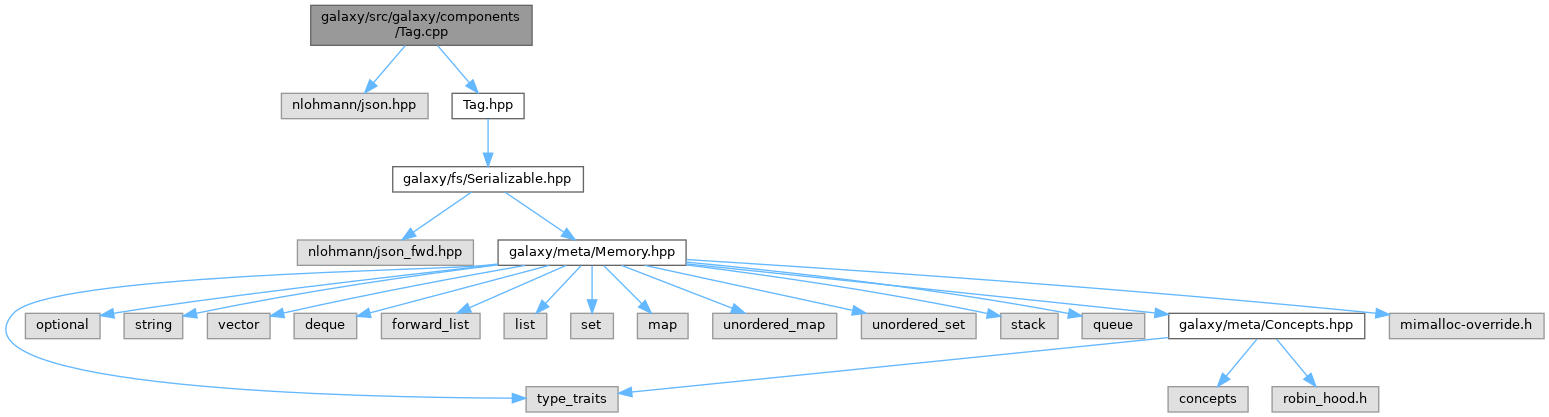 galaxy/src/galaxy/components
/Tag.cpp
nlohmann/json.hpp
Tag.hpp
galaxy/fs/Serializable.hpp
nlohmann/json_fwd.hpp
galaxy/meta/Memory.hpp
optional
string
vector
deque
forward_list
list
set
map
unordered_map
unordered_set
stack
queue
galaxy/meta/Concepts.hpp
mimalloc-override.h
type_traits
concepts
robin_hood.h